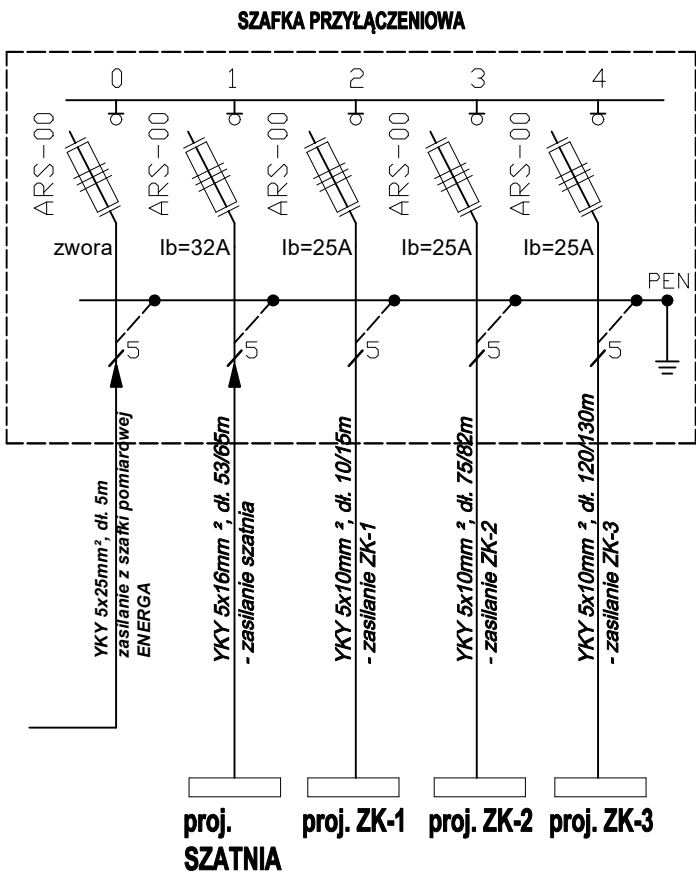 SZAFKA PRZYŁĄCZENIOWA
0 1 2 3 4
ARS-00 ARS-00 ARS-00 ARS-00 ARS-00
zwora Ib=32A Ib=25A Ib=25A Ib=25A
PEN
5 5 5 5 5
YKY 5x25mm², dł. 5m
zasilanie z szafki pomiarowej
ENERGA
YKY 5x16mm ², dł. 53/65m
- zasilanie szatnia
YKY 5x10mm ², dł. 10/15m
- zasilanie ZK-1
YKY 5x10mm ², dł. 75/82m
- zasilanie ZK-2
YKY 5x10mm ², dł. 120/130m
- zasilanie ZK-3
proj.
SZATNIA
proj. ZK-1
proj. ZK-2
proj. ZK-3